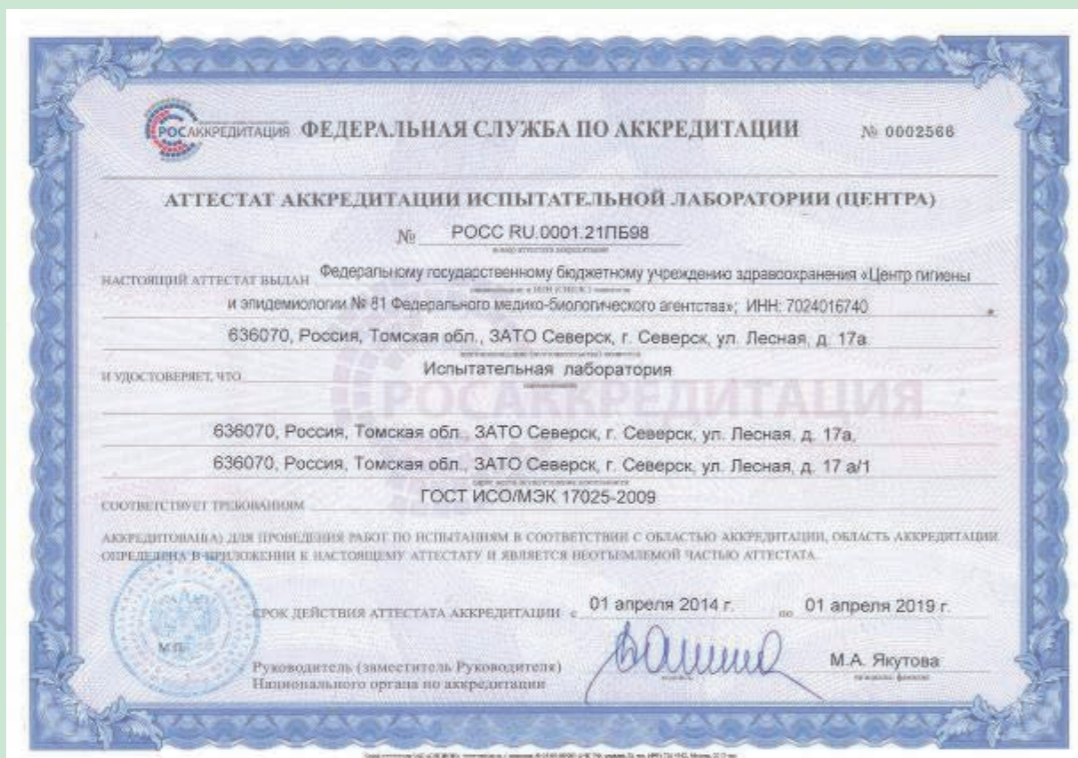 РОСАККРЕДИТАЦИЯ ФЕДЕРАЛЬНАЯ СЛУЖБА ПО АККРЕДИТАЦИИ № 0002566
АТТЕСТАТ АККРЕДИТАЦИИ ИСПЫТАТЕЛЬНОЙ ЛАБОРАТОРИИ (ЦЕНТРА)
№ РОСС RU.0001.21ПБ98
номер аттестата аккредитации
НАСТОЯЩИЙ АТТЕСТАТ ВЫДАН Федеральному государственному бюджетному учреждению здравоохранения «Центр гигиены
и эпидемиологии № 81 Федерального медико-биологического агентства»; ИНН: 7024016740
636070, Россия, Томская обл., ЗАТО Северск, г. Северск, ул. Лесная, д. 17а
И УДОСТОВЕРЯЕТ, ЧТО Испытательная лаборатория
РОСАККРЕДИТАЦИЯ
636070, Россия, Томская обл., ЗАТО Северск, г. Северск, ул. Лесная, д. 17а,
636070, Россия, Томская обл., ЗАТО Северск, г. Северск, ул. Лесная, д. 17 а/1
СООТВЕТСТВУЕТ ТРЕБОВАНИЯМ ГОСТ ИСО/МЭК 17025-2009
АККРЕДИТОВАН(А) ДЛЯ ПРОВЕДЕНИЯ РАБОТ ПО ИСПЫТАНИЯМ В СООТВЕТСТВИИ С ОБЛАСТЬЮ АККРЕДИТАЦИИ, ОБЛАСТЬ АККРЕДИТАЦИИ
ОПРЕДЕЛЕНА В ПРИЛОЖЕНИИ К НАСТОЯЩЕМУ АТТЕСТАТУ И ЯВЛЯЕТСЯ НЕОТЪЕМЛЕМОЙ ЧАСТЬЮ АТТЕСТАТА.
СРОК ДЕЙСТВИЯ АТТЕСТАТА АККРЕДИТАЦИИ с 01 апреля 2014 г. по 01 апреля 2019 г.
М.П.
Руководитель (заместитель Руководителя)
Национального органа по аккредитации
М.А. Якутова
подпись
инициалы, фамилия